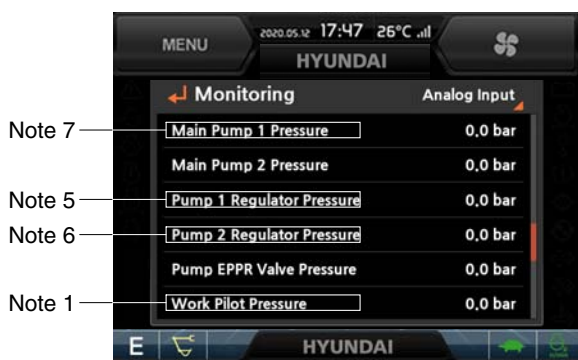 MENU
2020.05.12 17:47 26°C
HYUNDAI
Monitoring Analog Input
Note 7 Main Pump 1 Pressure 0.0 bar
Main Pump 2 Pressure 0.0 bar
Note 5 Pump 1 Regulator Pressure 0.0 bar
Note 6 Pump 2 Regulator Pressure 0.0 bar
Pump EPPR Valve Pressure 0.0 bar
Note 1 Work Pilot Pressure 0.0 bar
E HYUNDAI